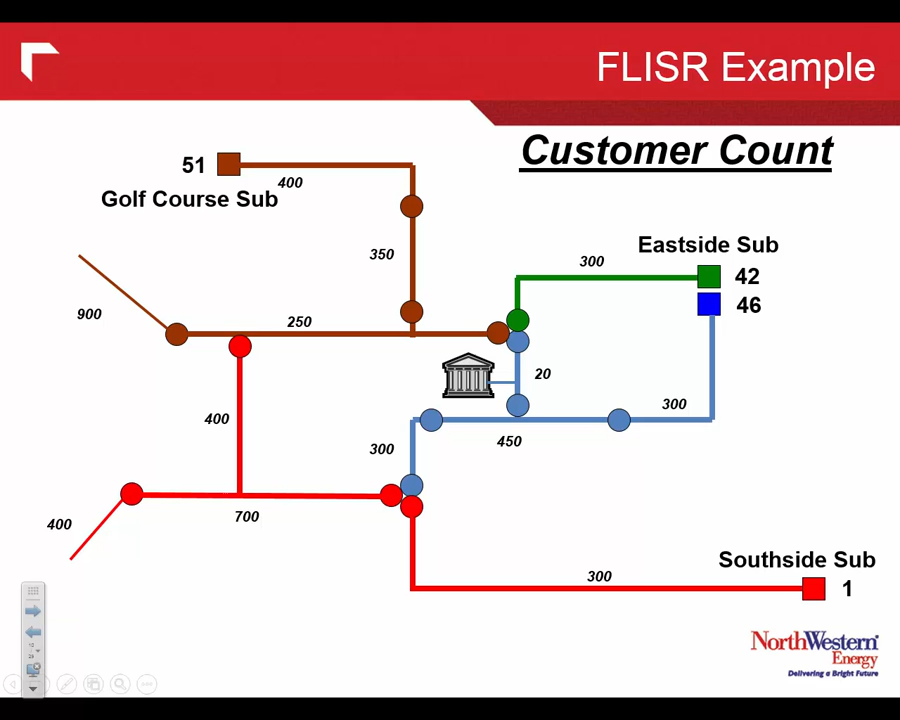 FLISR Example
Customer Count
51
400
Golf Course Sub
350
Eastside Sub
300
42
46
900
250
20
300
400
300
450
700
400
Southside Sub
300
1
NorthWestern
Energy
Delivering a Bright Future